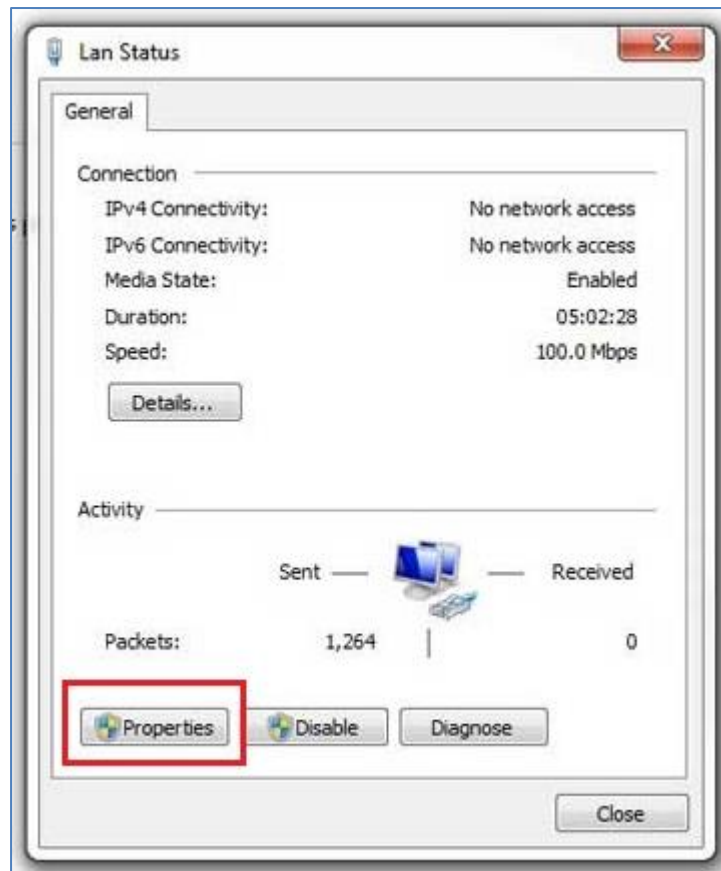 Lan Status
General
Connection
IPv4 Connectivity: No network access
IPv6 Connectivity: No network access
Media State: Enabled
Duration: 05:02:28
Speed: 100.0 Mbps
Details...
Activity
Sent Received
Packets: 1,264 0
Properties Disable Diagnose
Close